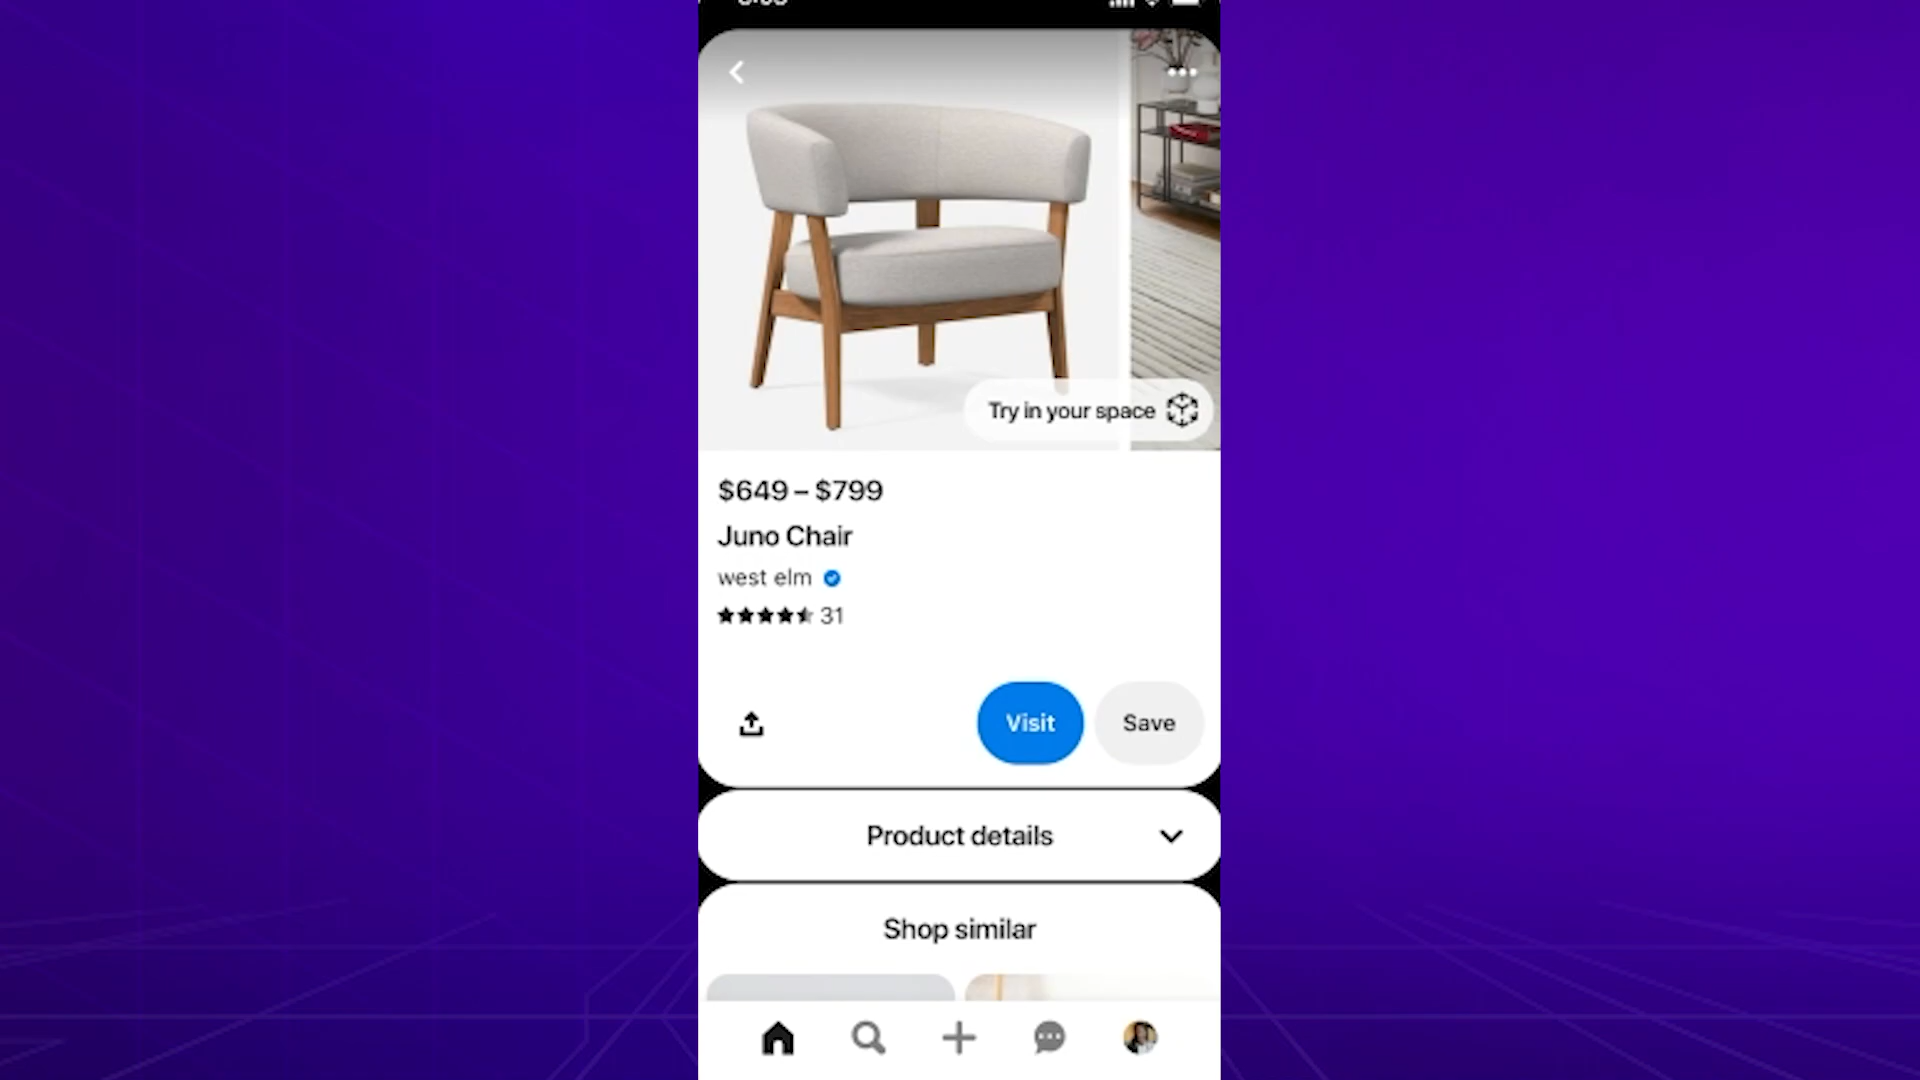 Try in your space
$649 – $799
Juno Chair
west elm
31
Visit
Save
Product details
Shop similar